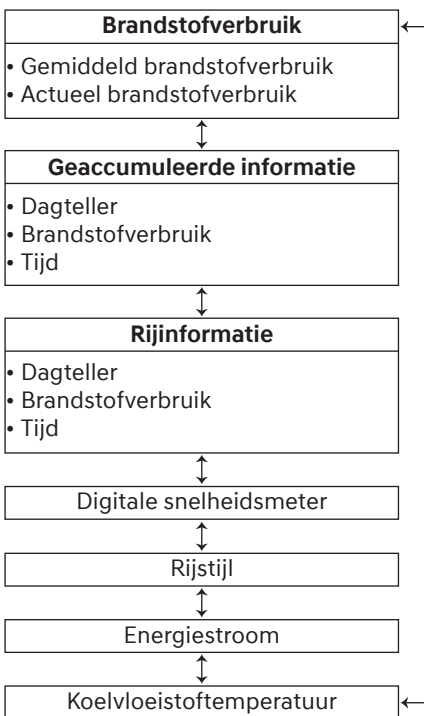 Brandstofverbruik
• Gemiddeld brandstofverbruik
• Actueel brandstofverbruik
Geaccumuleerde informatie
• Dagteller
• Brandstofverbruik
• Tijd
Rijinformatie
• Dagteller
• Brandstofverbruik
• Tijd
Digitale snelheidsmeter
Rijstijl
Energiestroom
Koelvloeistoftemperatuur